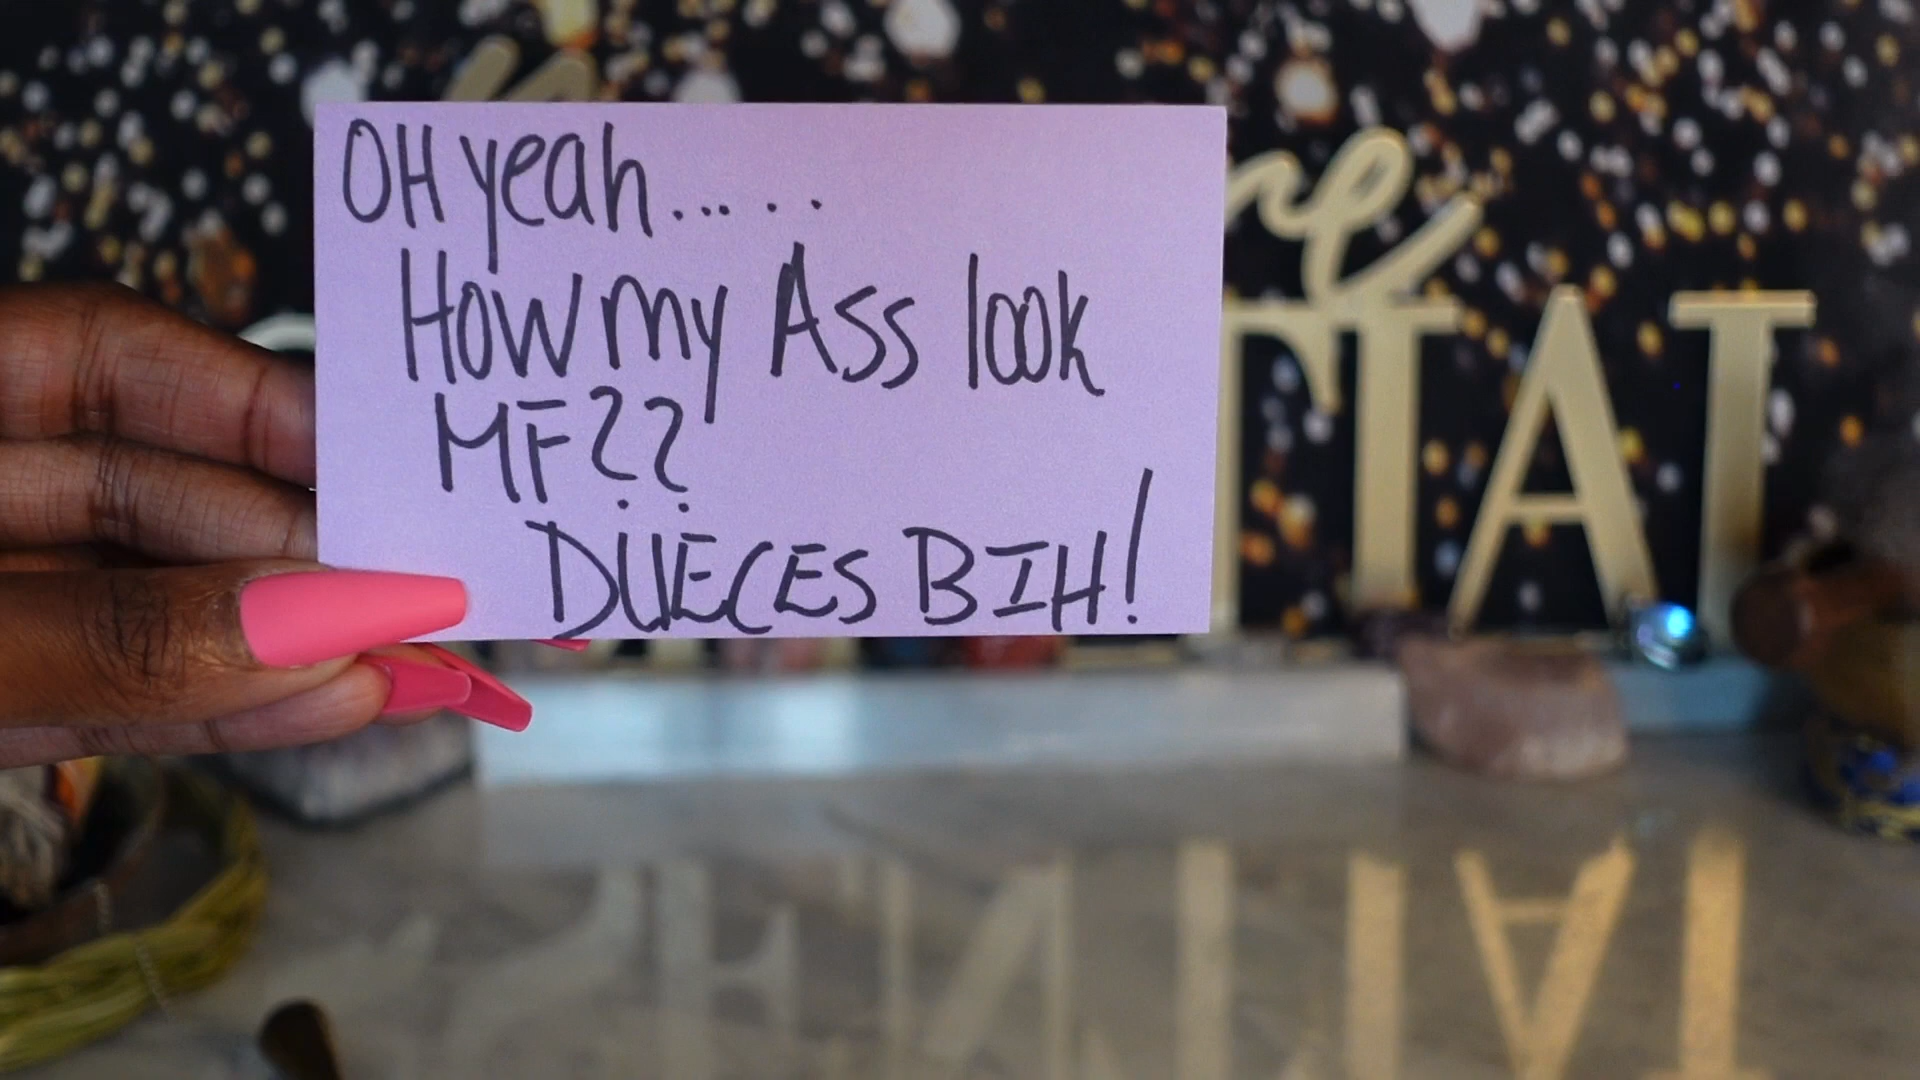 OH yeah......
How my Ass look
MF??
DUECES BIH!